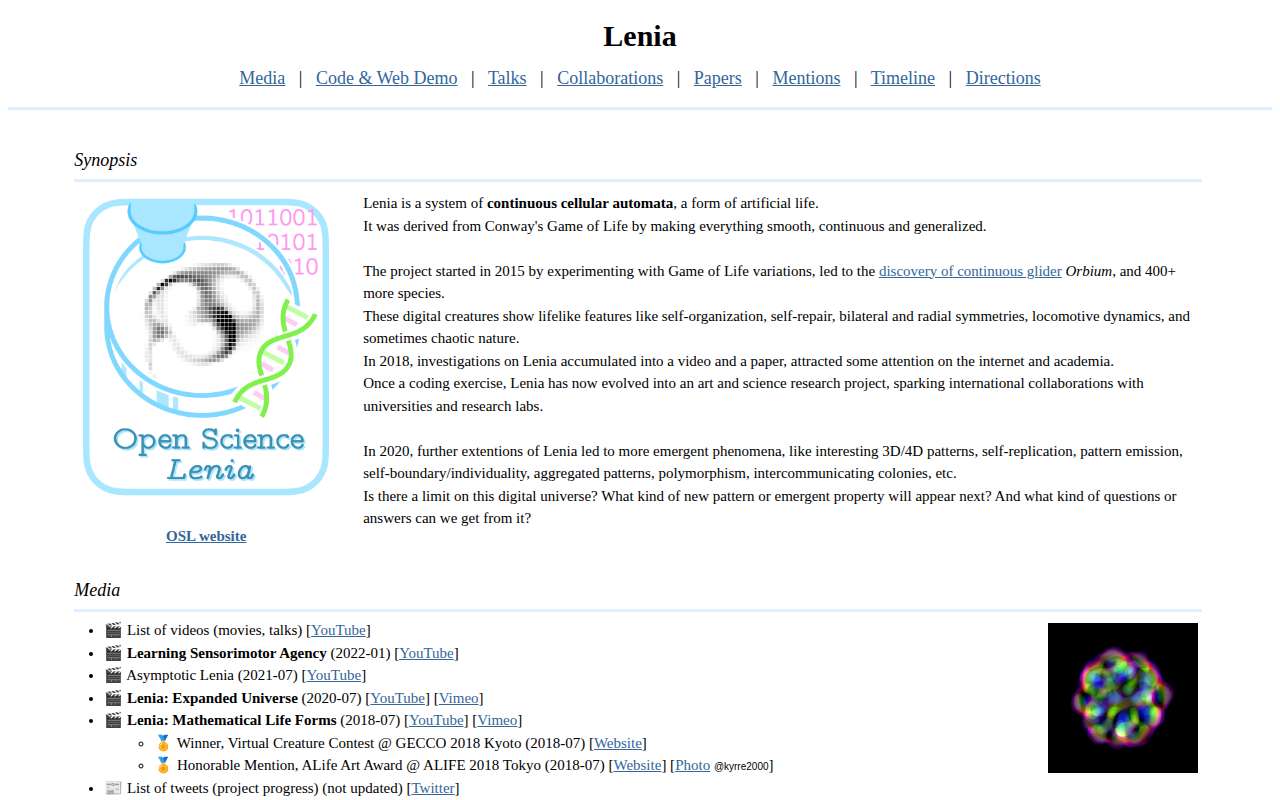 Lenia
Media | Code & Web Demo | Talks | Collaborations | Papers | Mentions | Timeline | Directions
Synopsis
1011001
10101
010
Open Science
Lenia
OSL website
Lenia is a system of continuous cellular automata, a form of artificial life.
It was derived from Conway's Game of Life by making everything smooth, continuous and generalized.
The project started in 2015 by experimenting with Game of Life variations, led to the discovery of continuous glider Orbium, and 400+
more species.
These digital creatures show lifelike features like self-organization, self-repair, bilateral and radial symmetries, locomotive dynamics, and
sometimes chaotic nature.
In 2018, investigations on Lenia accumulated into a video and a paper, attracted some attention on the internet and academia.
Once a coding exercise, Lenia has now evolved into an art and science research project, sparking international collaborations with
universities and research labs.
In 2020, further extentions of Lenia led to more emergent phenomena, like interesting 3D/4D patterns, self-replication, pattern emission,
self-boundary/individuality, aggregated patterns, polymorphism, intercommunicating colonies, etc.
Is there a limit on this digital universe? What kind of new pattern or emergent property will appear next? And what kind of questions or
answers can we get from it?
Media
• 🎬 List of videos (movies, talks) [YouTube]
• 🎬 Learning Sensorimotor Agency (2022-01) [YouTube]
• 🎬 Asymptotic Lenia (2021-07) [YouTube]
• 🎬 Lenia: Expanded Universe (2020-07) [YouTube] [Vimeo]
• 🎬 Lenia: Mathematical Life Forms (2018-07) [YouTube] [Vimeo]
◦ 🏅 Winner, Virtual Creature Contest @ GECCO 2018 Kyoto (2018-07) [Website]
◦ 🏅 Honorable Mention, ALife Art Award @ ALIFE 2018 Tokyo (2018-07) [Website] [Photo @kyrre2000]
• 📰 List of tweets (project progress) (not updated) [Twitter]